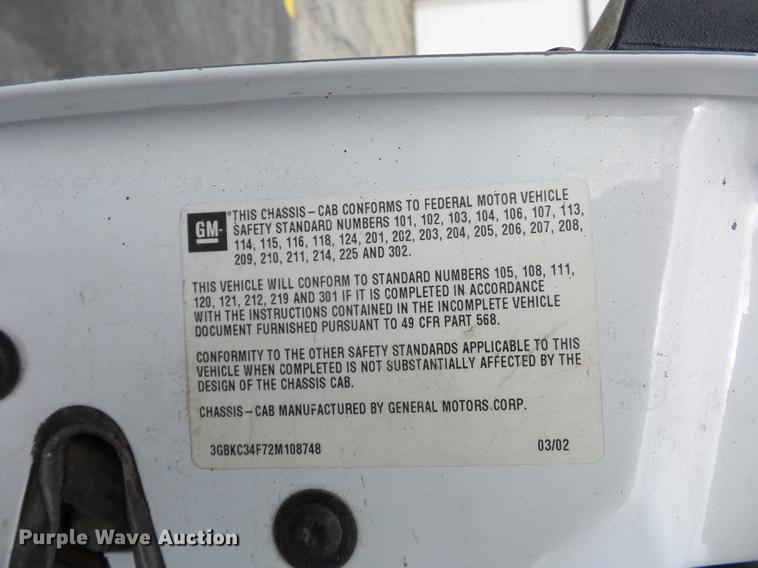 GM
THIS CHASSIS-CAB CONFORMS TO FEDERAL MOTOR VEHICLE
SAFETY STANDARD NUMBERS 101, 102, 103, 104, 106, 107, 113,
114, 115, 116, 118, 124, 201, 202, 203, 204, 205, 206, 207, 208,
209, 210, 211, 214, 225 AND 302.
THIS VEHICLE WILL CONFORM TO STANDARD NUMBERS 105, 108, 111,
120, 121, 212, 219 AND 301 IF IT IS COMPLETED IN ACCORDANCE
WITH THE INSTRUCTIONS CONTAINED IN THE INCOMPLETE VEHICLE
DOCUMENT FURNISHED PURSUANT TO 49 CFR PART 568.
CONFORMITY TO THE OTHER SAFETY STANDARDS APPLICABLE TO THIS
VEHICLE WHEN COMPLETED IS NOT SUBSTANTIALLY AFFECTED BY THE
DESIGN OF THE CHASSIS CAB.
CHASSIS-CAB MANUFACTURED BY GENERAL MOTORS CORP.
3GBKC34F72M108748 03/02
Purple Wave Auction